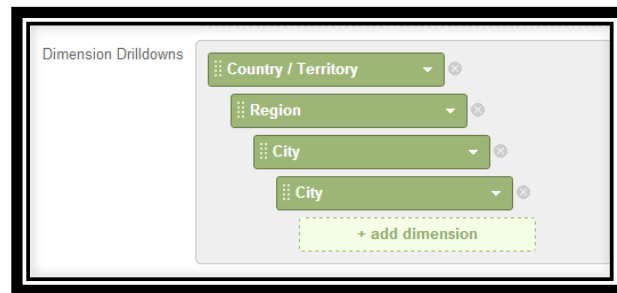 Dimension Drilldowns
Country / Territory
Region
City
City
+ add dimension